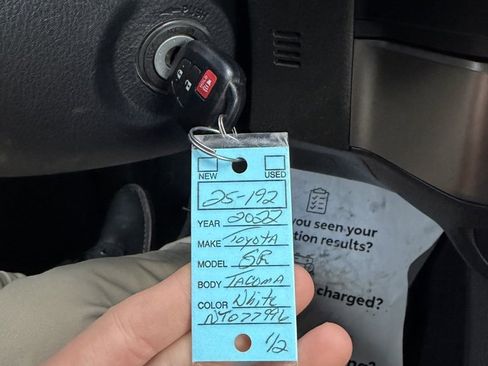 PUSH
NEW USED
25-192
YEAR 2022
MAKE Toyota
MODEL SR
BODY TACOMA
COLOR White
NT077996
1/2
you seen your
tion results?
charged?